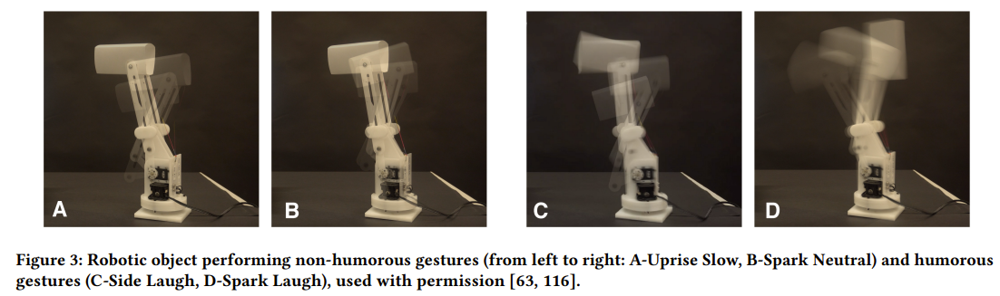 A
B
C
D
Figure 3: Robotic object performing non-humorous gestures (from left to right: A-Uprise Slow, B-Spark Neutral) and humorous
gestures (C-Side Laugh, D-Spark Laugh), used with permission [63, 116].